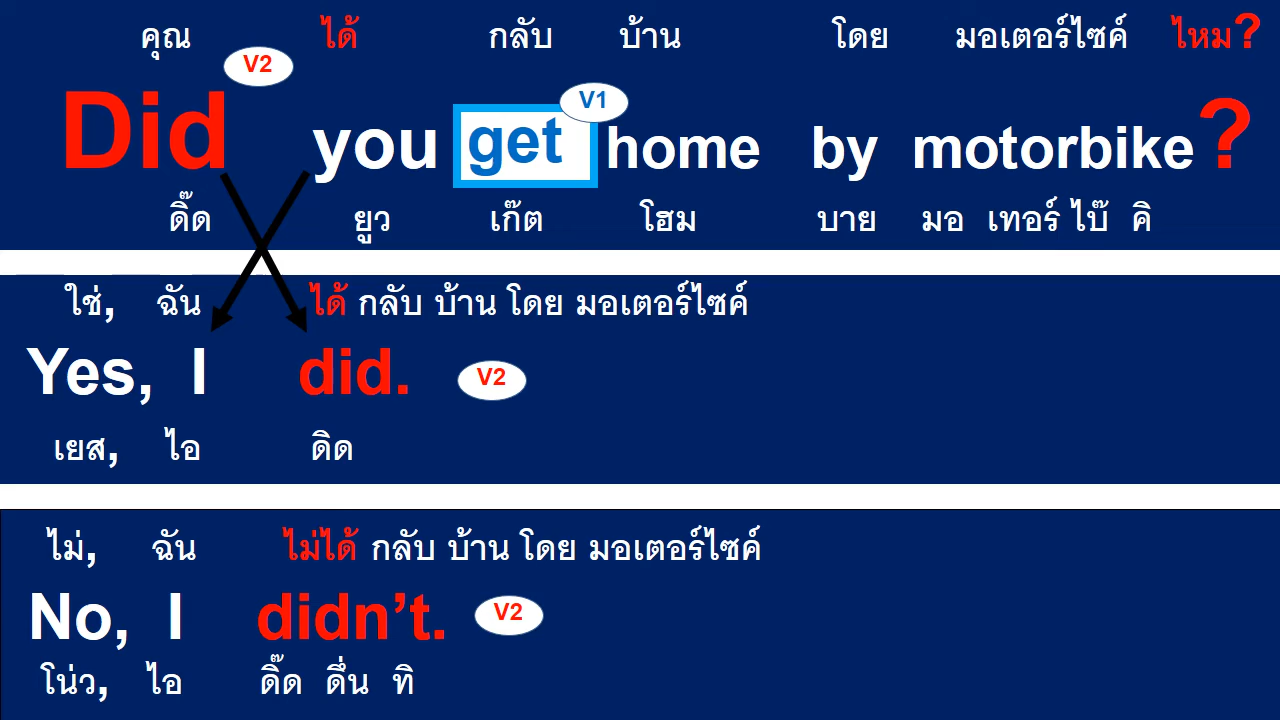 คุณ ได้ กลับ บ้าน โดย มอเตอร์ไซค์ ไหม?
V2 V1
Did you get home by motorbike?
ดิ๊ด ยูว เก๊ต โฮม บาย มอ เทอร์ ไบ๊ คิ
ใช่, ฉัน ได้ กลับ บ้าน โดย มอเตอร์ไซค์
Yes, I did. V2
เยส, ไอ ดิด
ไม่, ฉัน ไม่ได้ กลับ บ้าน โดย มอเตอร์ไซค์
No, I didn’t. V2
โน่ว, ไอ ดิ๊ด ดึ่น ทิ